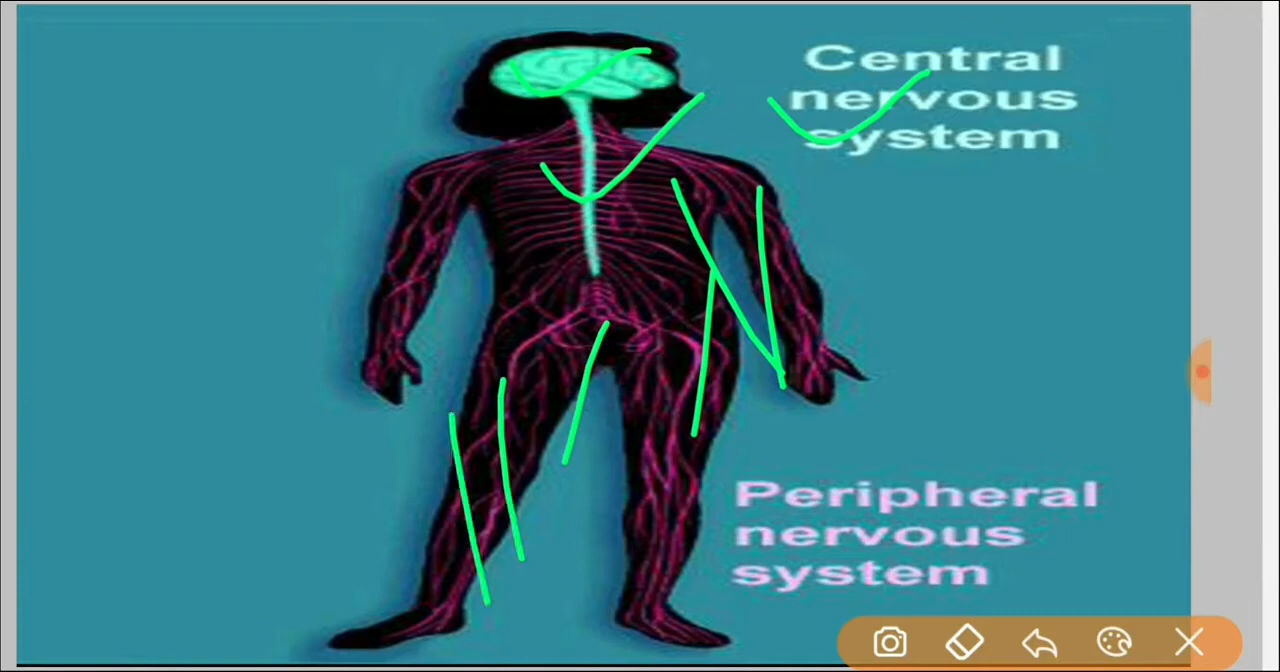 Central
nervous
system
Peripheral
nervous
system